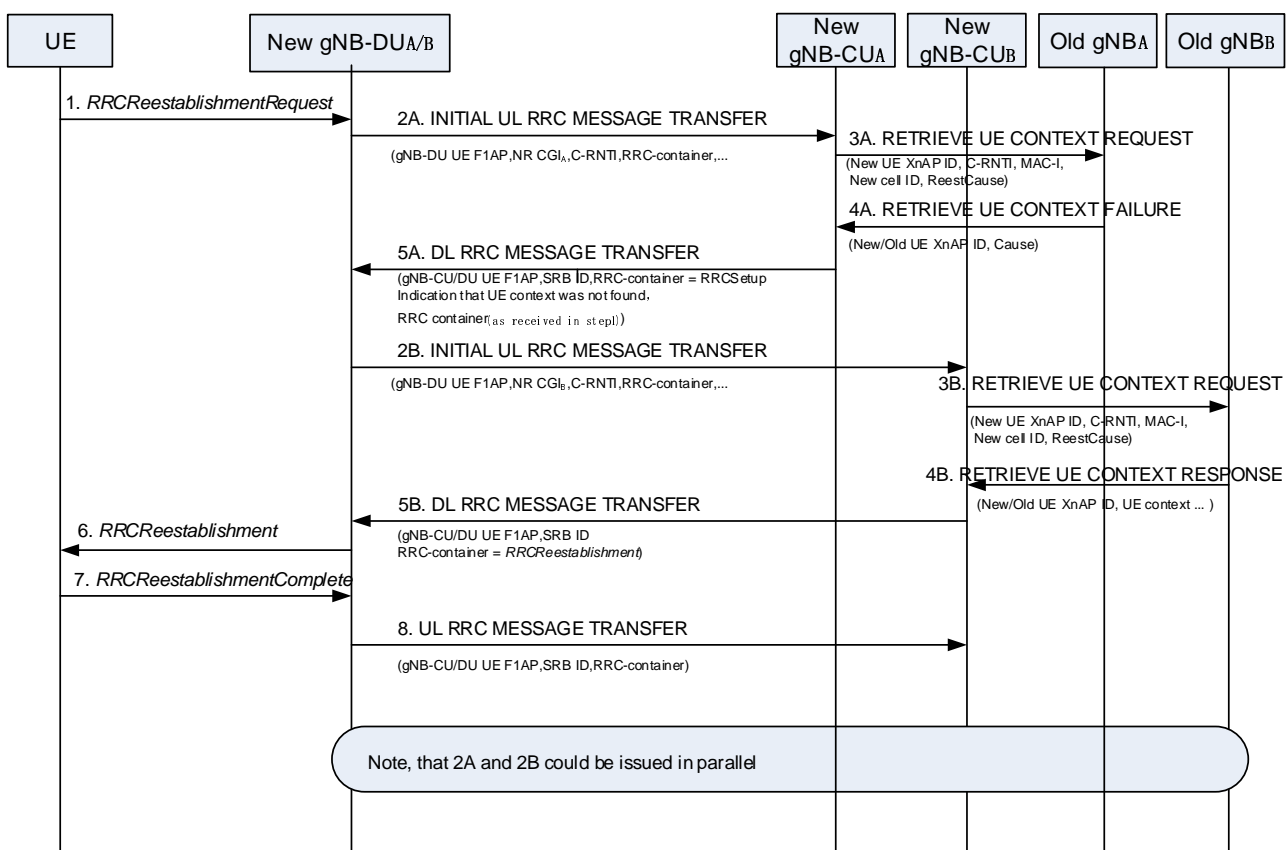 UE
New gNB-DUA/B
New
gNB-CUA
New
gNB-CUB
Old gNBA
Old gNBB
1. RRCReestablishmentRequest
2A. INITIAL UL RRC MESSAGE TRANSFER
(gNB-DU UE F1AP,NR CGIA,C-RNTI,RRC-container,...
3A. RETRIEVE UE CONTEXT REQUEST
(New UE XnAP ID, C-RNTI, MAC-I,
New cell ID, ReestCause)
4A. RETRIEVE UE CONTEXT FAILURE
(New/Old UE XnAP ID, Cause)
5A. DL RRC MESSAGE TRANSFER
(gNB-CU/DU UE F1AP,SRB ID,RRC-container = RRCSetup
Indication that UE context was not found,
RRC container(as received in step1))
2B. INITIAL UL RRC MESSAGE TRANSFER
(gNB-DU UE F1AP,NR CGIB,C-RNTI,RRC-container,...
3B. RETRIEVE UE CONTEXT REQUEST
(New UE XnAP ID, C-RNTI, MAC-I,
New cell ID, ReestCause)
4B. RETRIEVE UE CONTEXT RESPONSE
(New/Old UE XnAP ID, UE context ... )
5B. DL RRC MESSAGE TRANSFER
(gNB-CU/DU UE F1AP,SRB ID
RRC-container = RRCReestablishment)
6. RRCReestablishment
7. RRCReestablishmentComplete
8. UL RRC MESSAGE TRANSFER
(gNB-CU/DU UE F1AP,SRB ID,RRC-container)
Note, that 2A and 2B could be issued in parallel